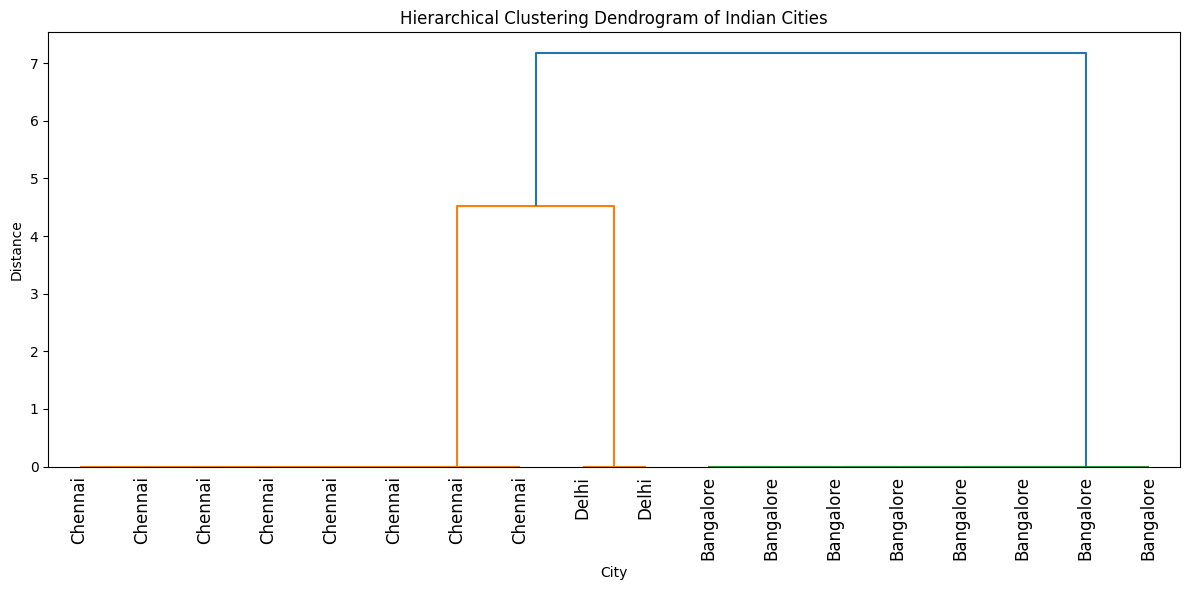 Hierarchical Clustering Dendrogram of Indian Cities
Distance
7
6
5
4
3
2
1
0
Chennai
Chennai
Chennai
Chennai
Chennai
Chennai
Chennai
Chennai
Delhi
Delhi
Bangalore
Bangalore
Bangalore
Bangalore
Bangalore
Bangalore
Bangalore
Bangalore
City